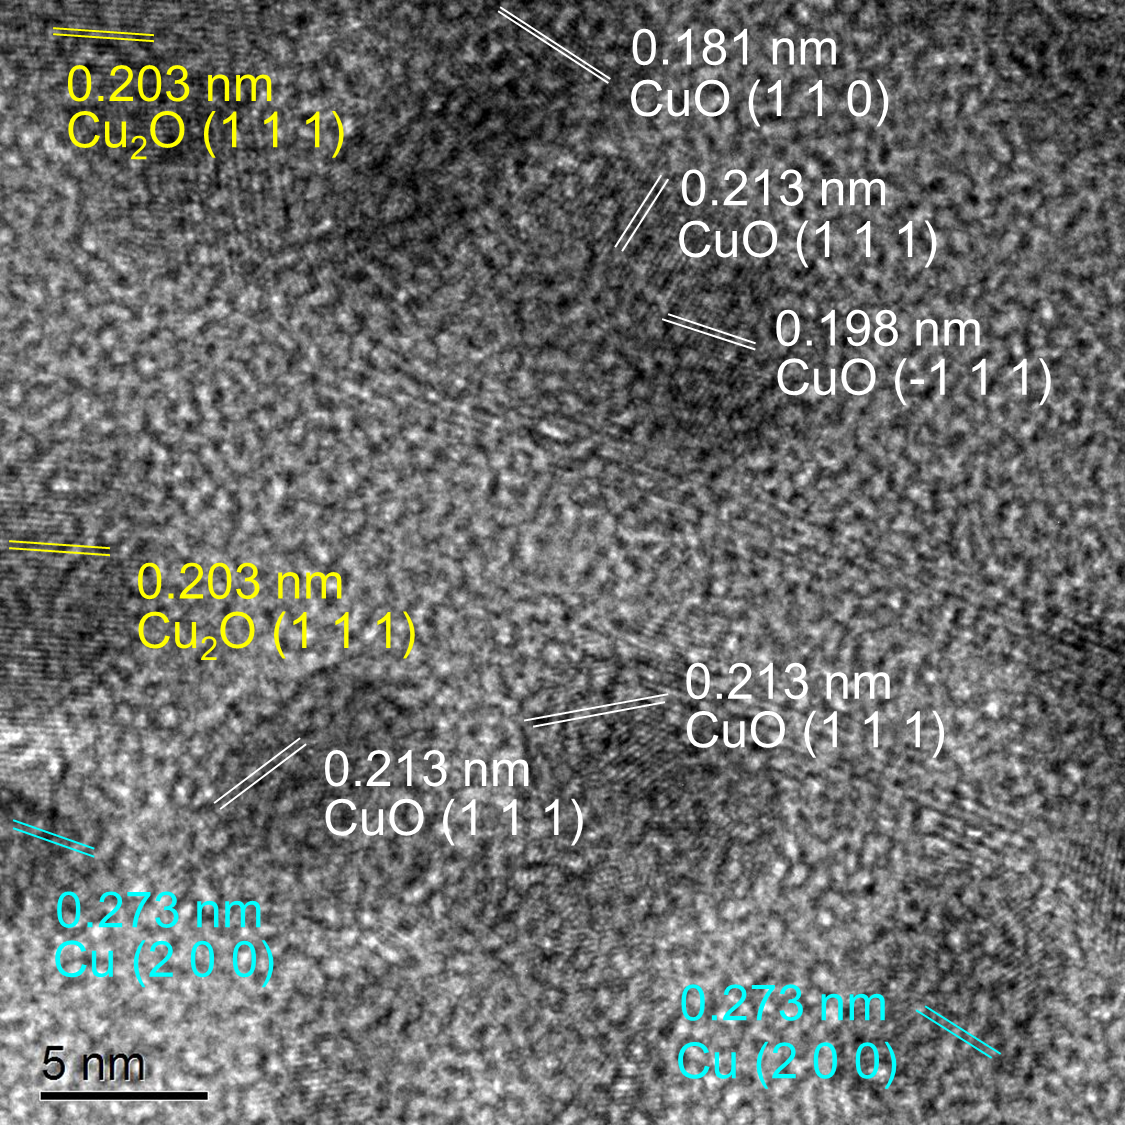 0.203 nm
Cu₂O (1 1 1)
0.181 nm
CuO (1 1 0)
0.213 nm
CuO (1 1 1)
0.198 nm
CuO (-1 1 1)
0.203 nm
Cu₂O (1 1 1)
0.213 nm
CuO (1 1 1)
0.213 nm
CuO (1 1 1)
0.273 nm
Cu (2 0 0)
0.273 nm
Cu (2 0 0)
5 nm